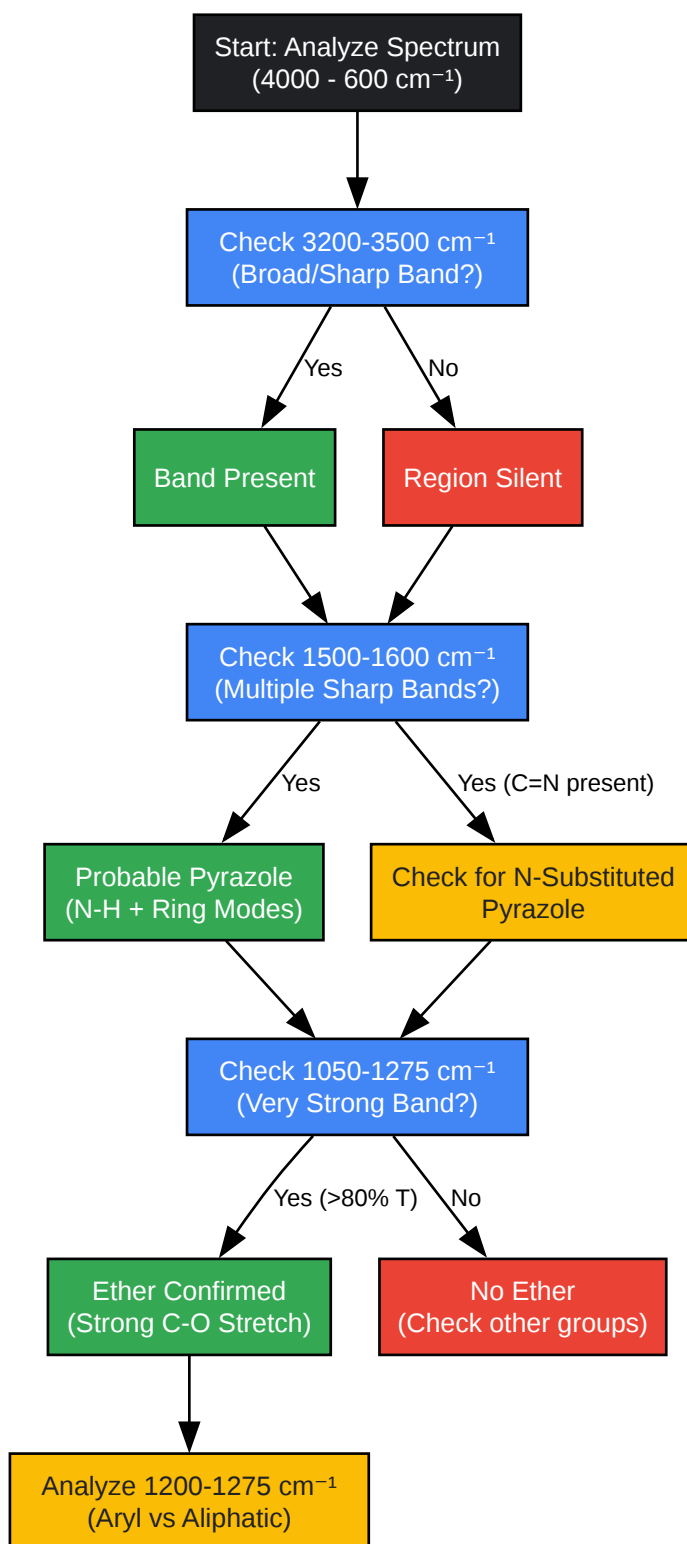 Start: Analyze Spectrum
(4000 - 600 cm⁻¹)
Check 3200-3500 cm⁻¹
(Broad/Sharp Band?)
Yes
No
Band Present
Region Silent
Check 1500-1600 cm⁻¹
(Multiple Sharp Bands?)
Yes
Yes (C=N present)
Probable Pyrazole
(N-H + Ring Modes)
Check for N-Substituted
Pyrazole
Check 1050-1275 cm⁻¹
(Very Strong Band?)
Yes (>80% T)
No
Ether Confirmed
(Strong C-O Stretch)
No Ether
(Check other groups)
Analyze 1200-1275 cm⁻¹
(Aryl vs Aliphatic)